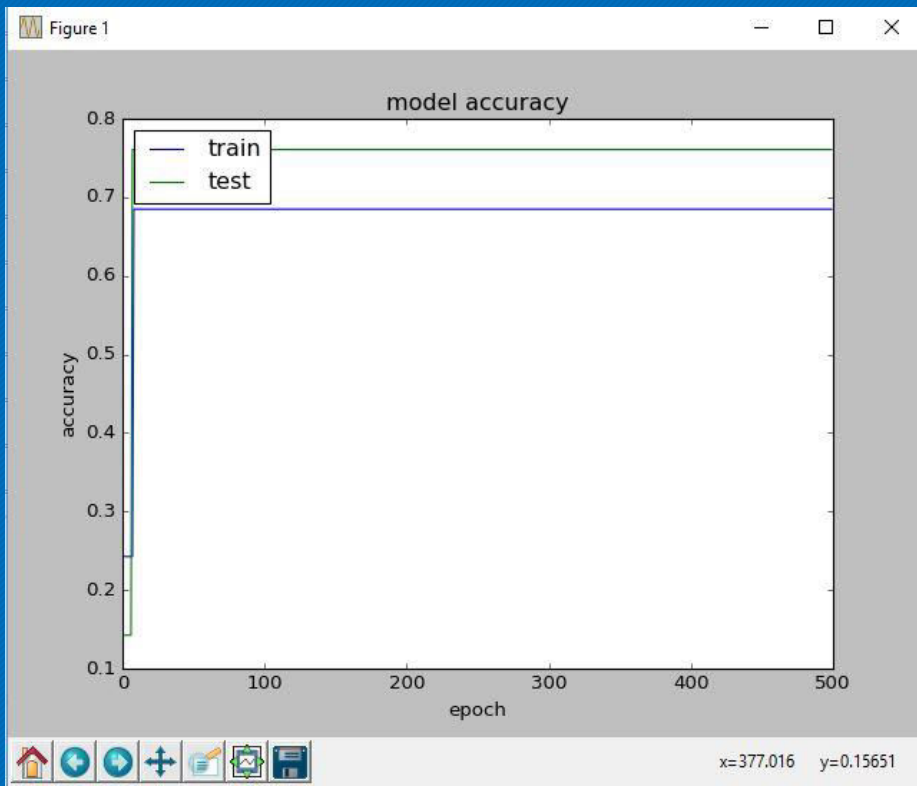 Figure 1
model accuracy
train
test
0.8
0.7
0.6
0.5
0.4
0.3
0.2
0.1
accuracy
0 100 200 300 400 500
epoch
x=377.016 y=0.15651